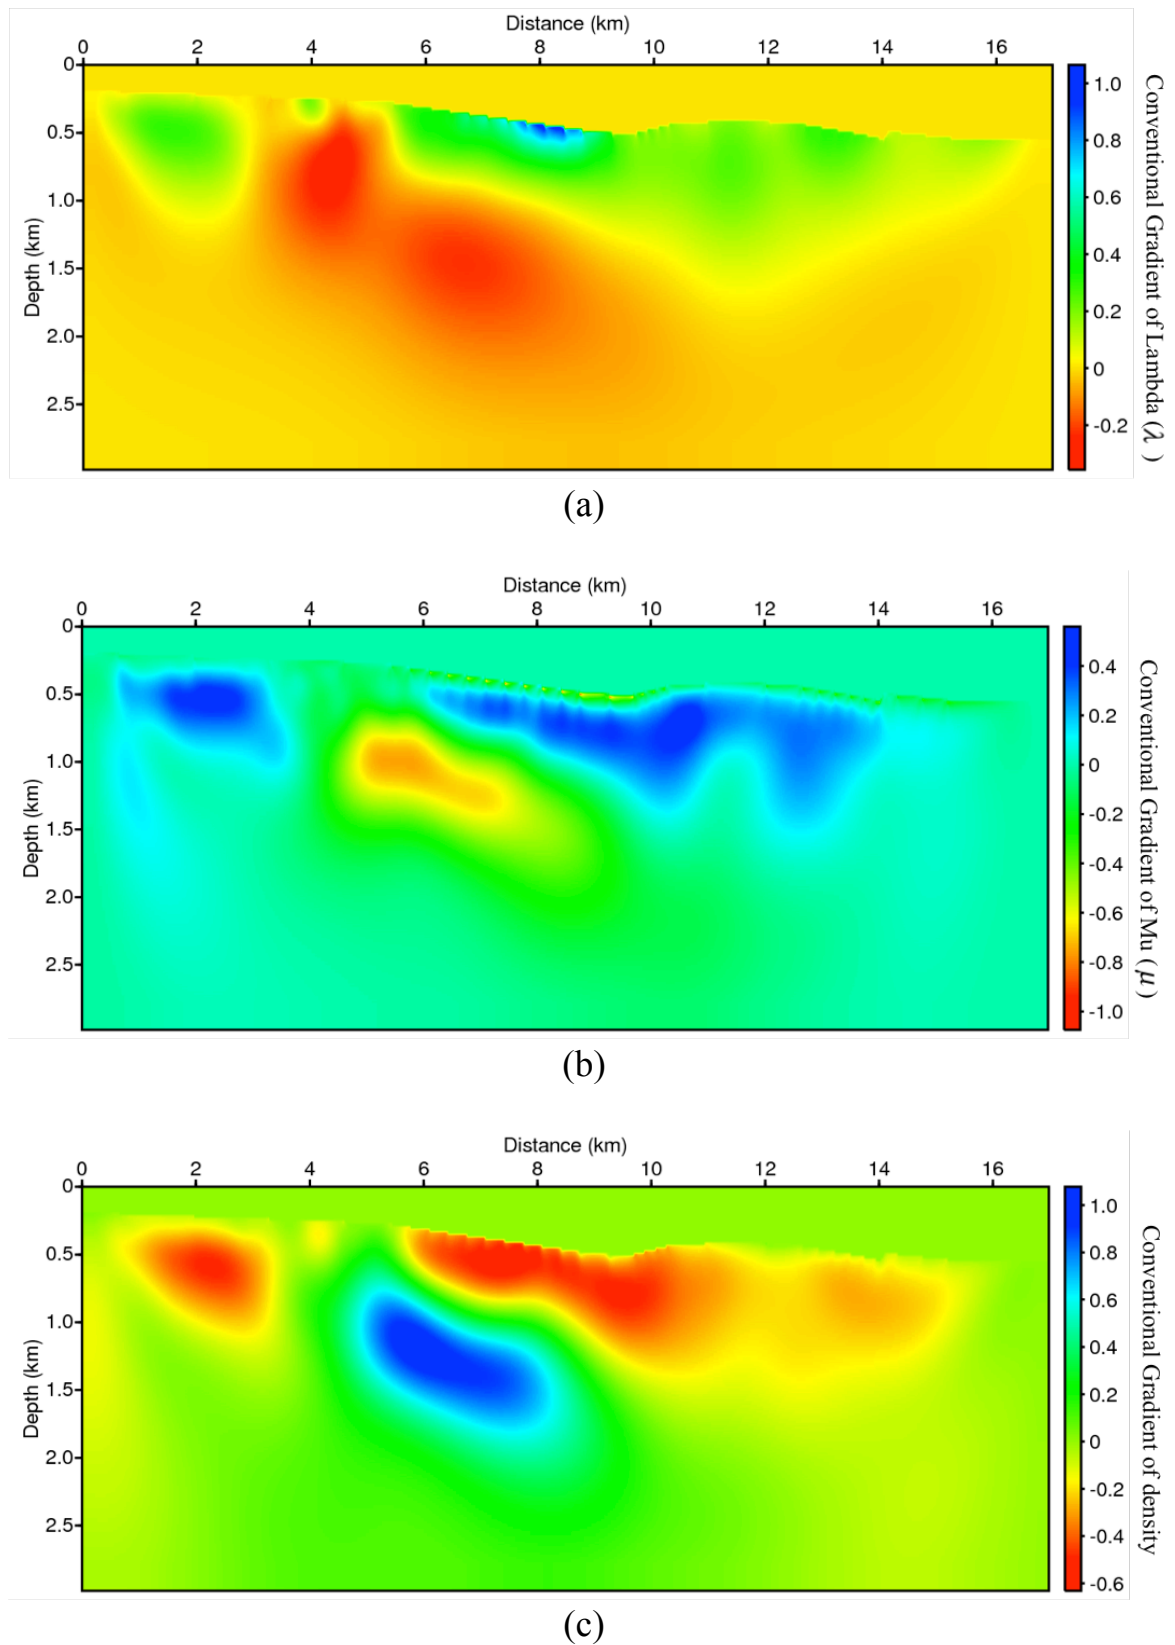 Distance (km)
0 2 4 6 8 10 12 14 16
0
0.5
1.0
1.5
2.0
2.5
Depth (km)
1.0
0.8
0.6
0.4
0.2
0
-0.2
Conventional Gradient of Lambda (λ )
(a)
Distance (km)
0 2 4 6 8 10 12 14 16
0
0.5
1.0
1.5
2.0
2.5
Depth (km)
0.4
0.2
0
-0.2
-0.4
-0.6
-0.8
-1.0
Conventional Gradient of Mu ( μ )
(b)
Distance (km)
0 2 4 6 8 10 12 14 16
0
0.5
1.0
1.5
2.0
2.5
Depth (km)
1.0
0.8
0.6
0.4
0.2
0
-0.2
-0.4
-0.6
Conventional Gradient of density
(c)